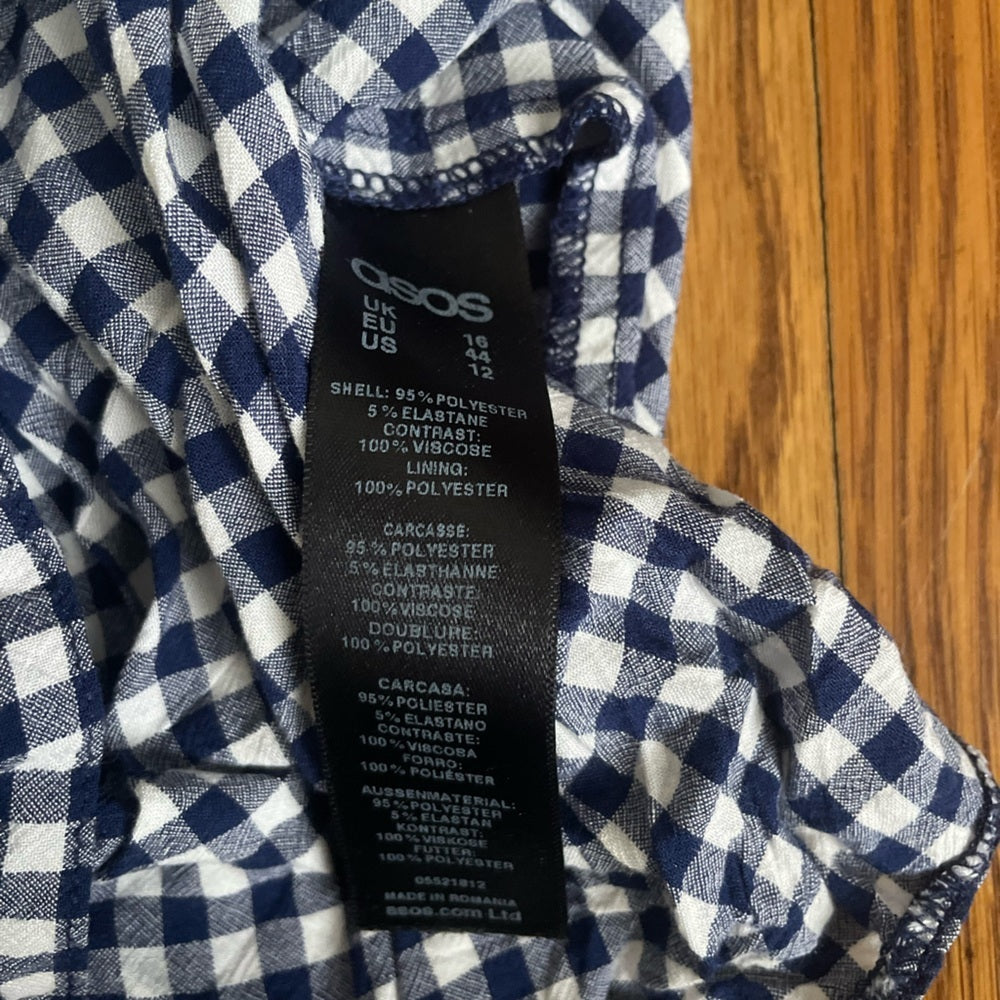 asos
UK 16
EU 44
US 12
SHELL: 95% POLYESTER
5% ELASTANE
CONTRAST:
100% VISCOSE
LINING:
100% POLYESTER
CARCASSE:
95% POLYESTER
5% ELASTHANNE
CONTRASTE:
100% VISCOSE
DOUBLURE:
100% POLYESTER
CARCASA:
95% POLIESTER
5% ELASTANO
CONTRASTE:
100% VISCOSA
FORRO:
100% POLIÉSTER
AUSSENMATERIAL:
95% POLYESTER
5% ELASTAN
KONTRAST:
100% VISKOSE
FUTTER:
100% POLYESTER
05521812
MADE IN ROMANIA
asos.com Ltd